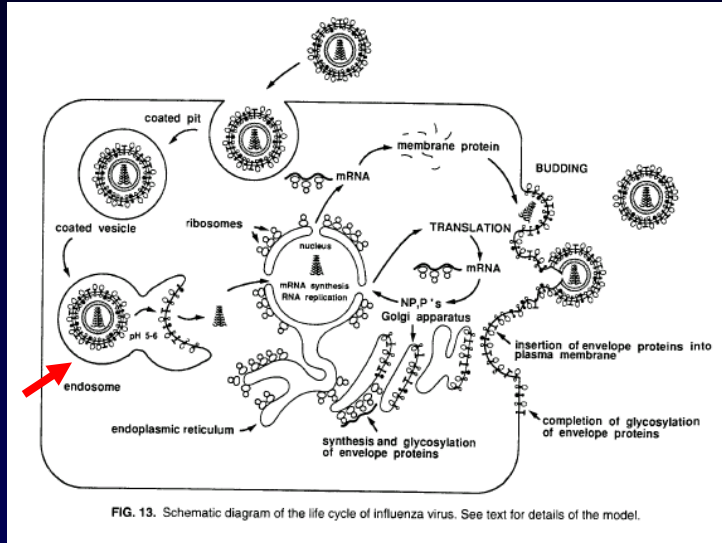 coated pit
membrane protein
mRNA
BUDDING
coated vesicle
ribosomes
nucleus
TRANSLATION
mRNA synthesis
RNA replication
mRNA
NP,P's
Golgi apparatus
pH 5-6
endosome
insertion of envelope proteins into
plasma membrane
endoplasmic reticulum
synthesis and glycosylation
of envelope proteins
completion of glycosylation
of envelope proteins
FIG. 13. Schematic diagram of the life cycle of influenza virus. See text for details of the model.